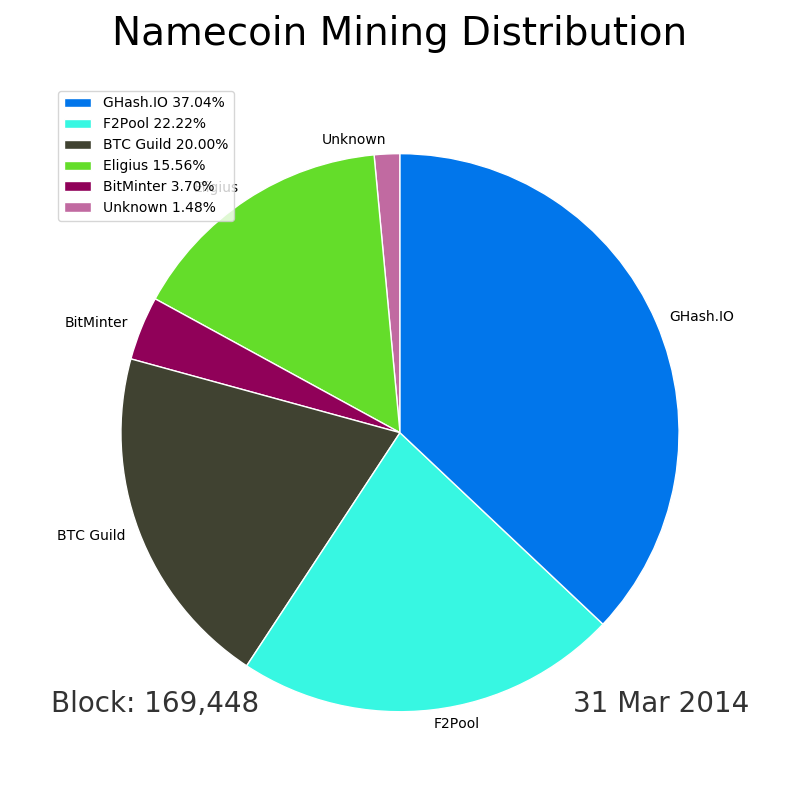 Namecoin Mining Distribution
GHash.IO 37.04%
F2Pool 22.22%
BTC Guild 20.00%
Eligius 15.56%
BitMinter 3.70%
Unknown 1.48%
Unknown
Eligius
GHash.IO
BitMinter
BTC Guild
Block: 169,448
31 Mar 2014
F2Pool